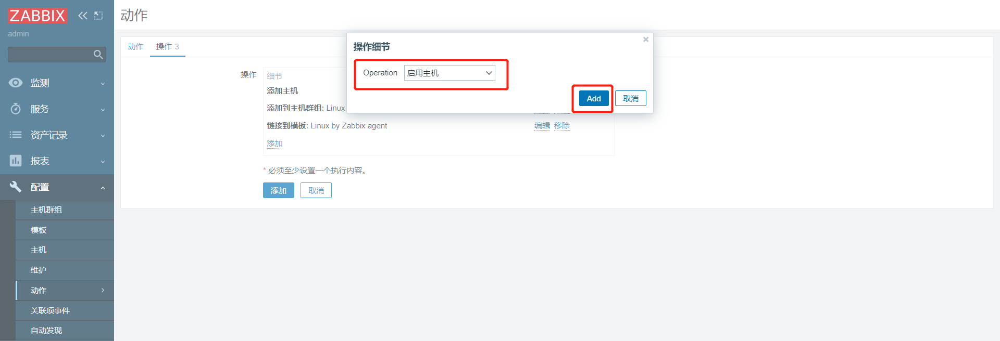 ZABBIX
admin
监测
服务
资产记录
报表
配置
主机群组
模板
主机
维护
动作
关联项事件
自动发现
动作
动作
操作 3
操作
细节
添加主机
添加到主机群组: Linux
链接到模板: Linux by Zabbix agent
编辑 移除
添加
* 必须至少设置一个执行内容。
添加
取消
操作细节
Operation
启用主机
Add
取消